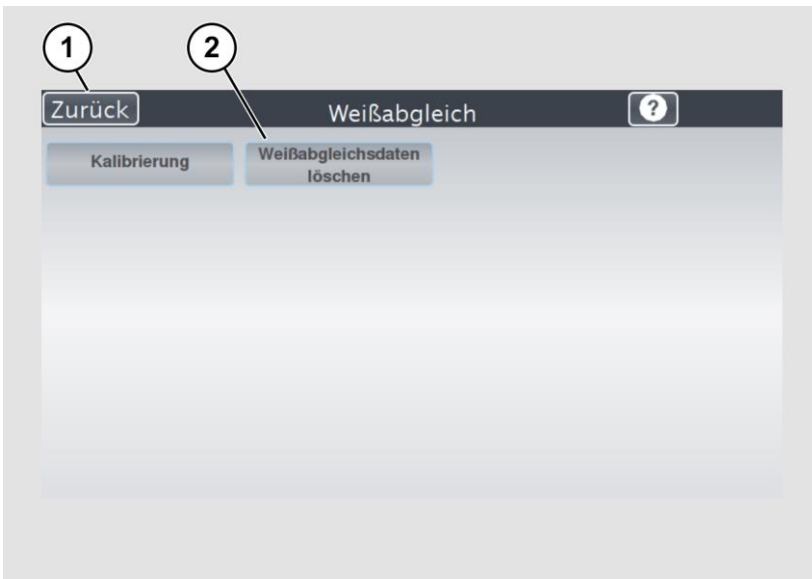 1
2
Zurück
Weißabgleich
?
Kalibrierung
Weißabgleichsdaten
löschen